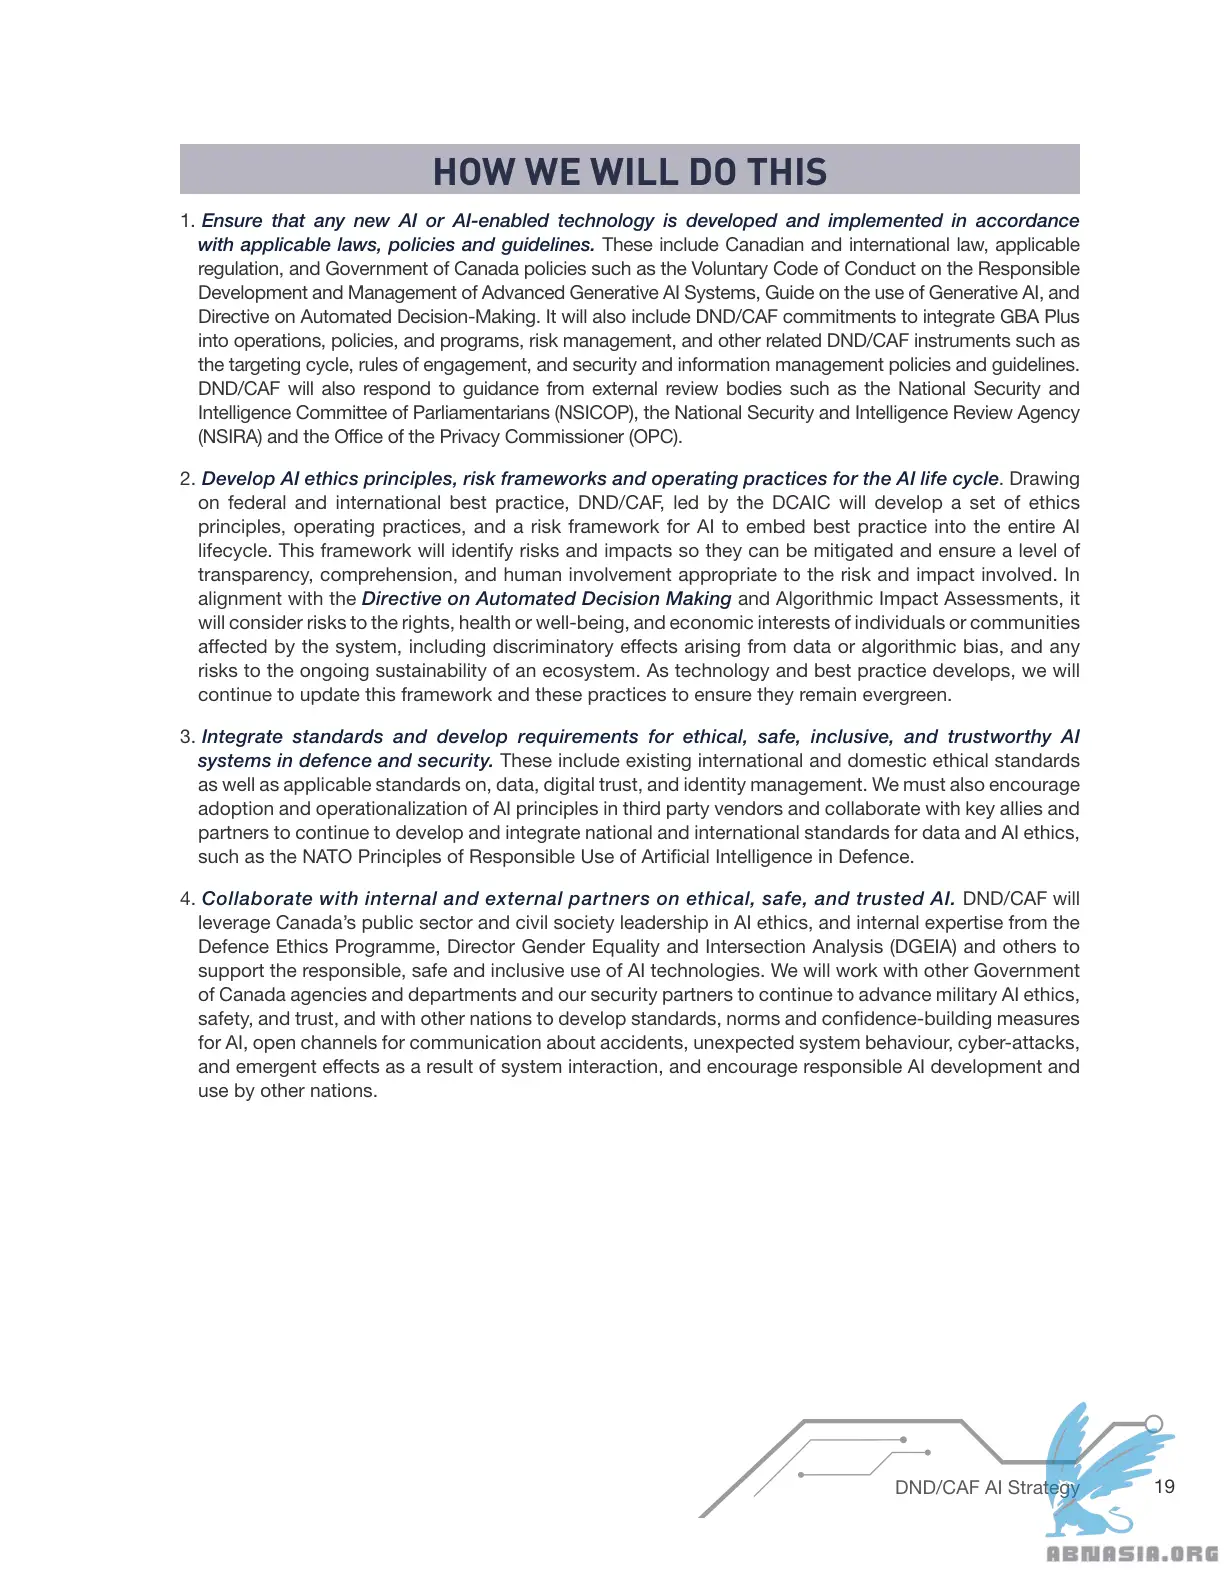 HOW WE WILL DO THIS
1. Ensure that any new AI or AI-enabled technology is developed and implemented in accordance
with applicable laws, policies and guidelines. These include Canadian and international law, applicable
regulation, and Government of Canada policies such as the Voluntary Code of Conduct on the Responsible
Development and Management of Advanced Generative AI Systems, Guide on the use of Generative AI, and
Directive on Automated Decision-Making. It will also include DND/CAF commitments to integrate GBA Plus
into operations, policies, and programs, risk management, and other related DND/CAF instruments such as
the targeting cycle, rules of engagement, and security and information management policies and guidelines.
DND/CAF will also respond to guidance from external review bodies such as the National Security and
Intelligence Committee of Parliamentarians (NSICOP), the National Security and Intelligence Review Agency
(NSIRA) and the Office of the Privacy Commissioner (OPC).
2. Develop AI ethics principles, risk frameworks and operating practices for the AI life cycle. Drawing
on federal and international best practice, DND/CAF, led by the DCAIC will develop a set of ethics
principles, operating practices, and a risk framework for AI to embed best practice into the entire AI
lifecycle. This framework will identify risks and impacts so they can be mitigated and ensure a level of
transparency, comprehension, and human involvement appropriate to the risk and impact involved. In
alignment with the Directive on Automated Decision Making and Algorithmic Impact Assessments, it
will consider risks to the rights, health or well-being, and economic interests of individuals or communities
affected by the system, including discriminatory effects arising from data or algorithmic bias, and any
risks to the ongoing sustainability of an ecosystem. As technology and best practice develops, we will
continue to update this framework and these practices to ensure they remain evergreen.
3. Integrate standards and develop requirements for ethical, safe, inclusive, and trustworthy AI
systems in defence and security. These include existing international and domestic ethical standards
as well as applicable standards on, data, digital trust, and identity management. We must also encourage
adoption and operationalization of AI principles in third party vendors and collaborate with key allies and
partners to continue to develop and integrate national and international standards for data and AI ethics,
such as the NATO Principles of Responsible Use of Artificial Intelligence in Defence.
4. Collaborate with internal and external partners on ethical, safe, and trusted AI. DND/CAF will
leverage Canada’s public sector and civil society leadership in AI ethics, and internal expertise from the
Defence Ethics Programme, Director Gender Equality and Intersection Analysis (DGEIA) and others to
support the responsible, safe and inclusive use of AI technologies. We will work with other Government
of Canada agencies and departments and our security partners to continue to advance military AI ethics,
safety, and trust, and with other nations to develop standards, norms and confidence-building measures
for AI, open channels for communication about accidents, unexpected system behaviour, cyber-attacks,
and emergent effects as a result of system interaction, and encourage responsible AI development and
use by other nations.
DND/CAF AI Strategy 19
ABNASIA.ORG